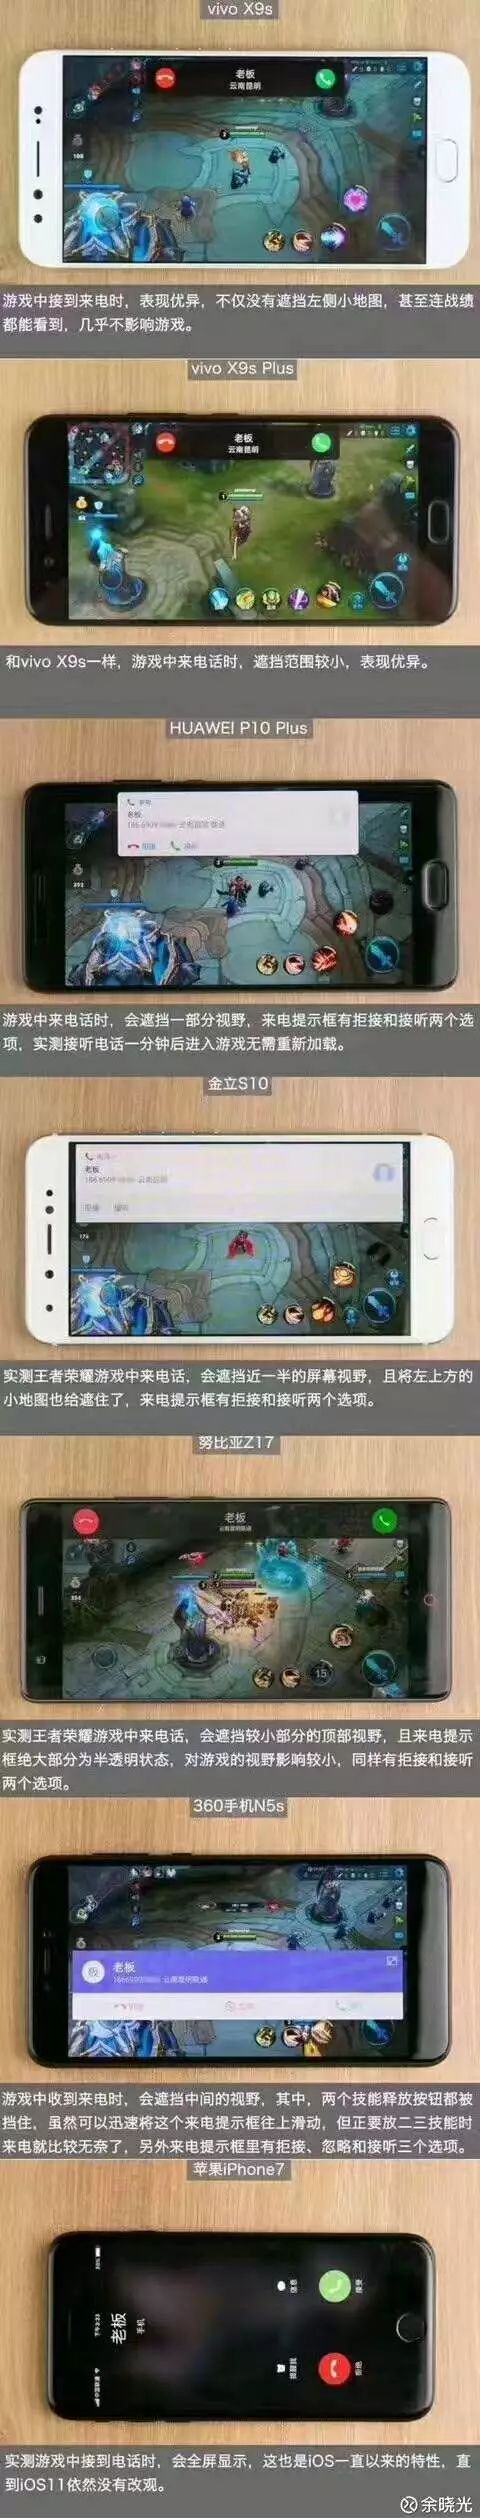 vivo X9s
老板
云南昆明
游戏中接到来电时，表现优异，不仅没有遮挡左侧小地图，甚至连战绩
都能看到，几乎不影响游戏。
vivo X9s Plus
老板
云南昆明
和vivo X9s一样，游戏中来电话时，遮挡范围较小，表现优异。
HUAWEI P10 Plus
老板
游戏中来电话时，会遮挡一部分视野，来电提示框有拒接和接听两个选
项，实测接听电话一分钟后进入游戏无需重新加载。
金立S10
老板
实测王者荣耀游戏中来电话，会遮挡近一半的屏幕视野，且将左上方的
小地图也给遮住了，来电提示框有拒接和接听两个选项。
努比亚Z17
老板
实测王者荣耀游戏中来电话，会遮挡较小部分的顶部视野，且来电提示
框绝大部分为半透明状态，对游戏的视野影响较小，同样有拒接和接听
两个选项。
360手机N5s
老板
游戏中收到来电时，会遮挡中间的视野，其中，两个技能释放按钮都被
挡住，虽然可以迅速将这个来电提示框往上滑动，但正要放二三技能时
来电就比较无奈了，另外来电提示框里有拒接、忽略和接听三个选项。
苹果iPhone7
老板
手机
信息
接受
提醒我
拒绝
实测游戏中接到电话时，会全屏显示，这也是iOS一直以来的特性，直
到iOS11依然没有改观。
余晓光